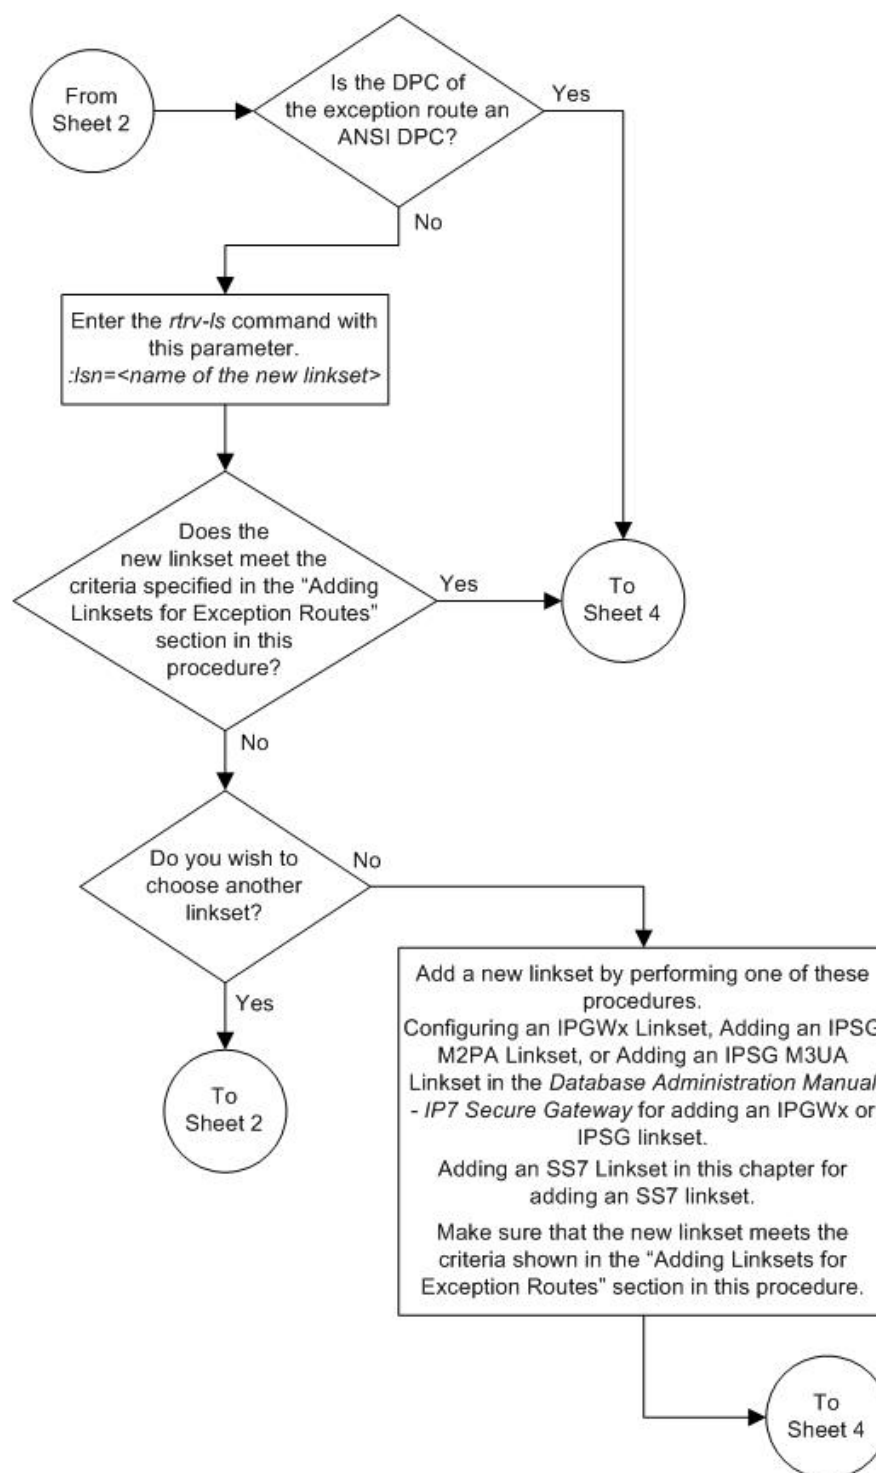 From
Sheet 2
Is the DPC of
the exception route an
ANSI DPC?
Yes
No
Enter the rtrv-ls command with
this parameter.
:lsn=<name of the new linkset>
Does the
new linkset meet the
criteria specified in the “Adding
Linksets for Exception Routes”
section in this
procedure?
Yes
To
Sheet 4
No
Do you wish to
choose another
linkset?
No
Yes
To
Sheet 2
Add a new linkset by performing one of these
procedures.
Configuring an IPGWx Linkset, Adding an IPSG
M2PA Linkset, or Adding an IPSG M3UA
Linkset in the Database Administration Manual
- IP7 Secure Gateway for adding an IPGWx or
IPSG linkset.
Adding an SS7 Linkset in this chapter for
adding an SS7 linkset.
Make sure that the new linkset meets the
criteria shown in the “Adding Linksets for
Exception Routes” section in this procedure.
To
Sheet 4